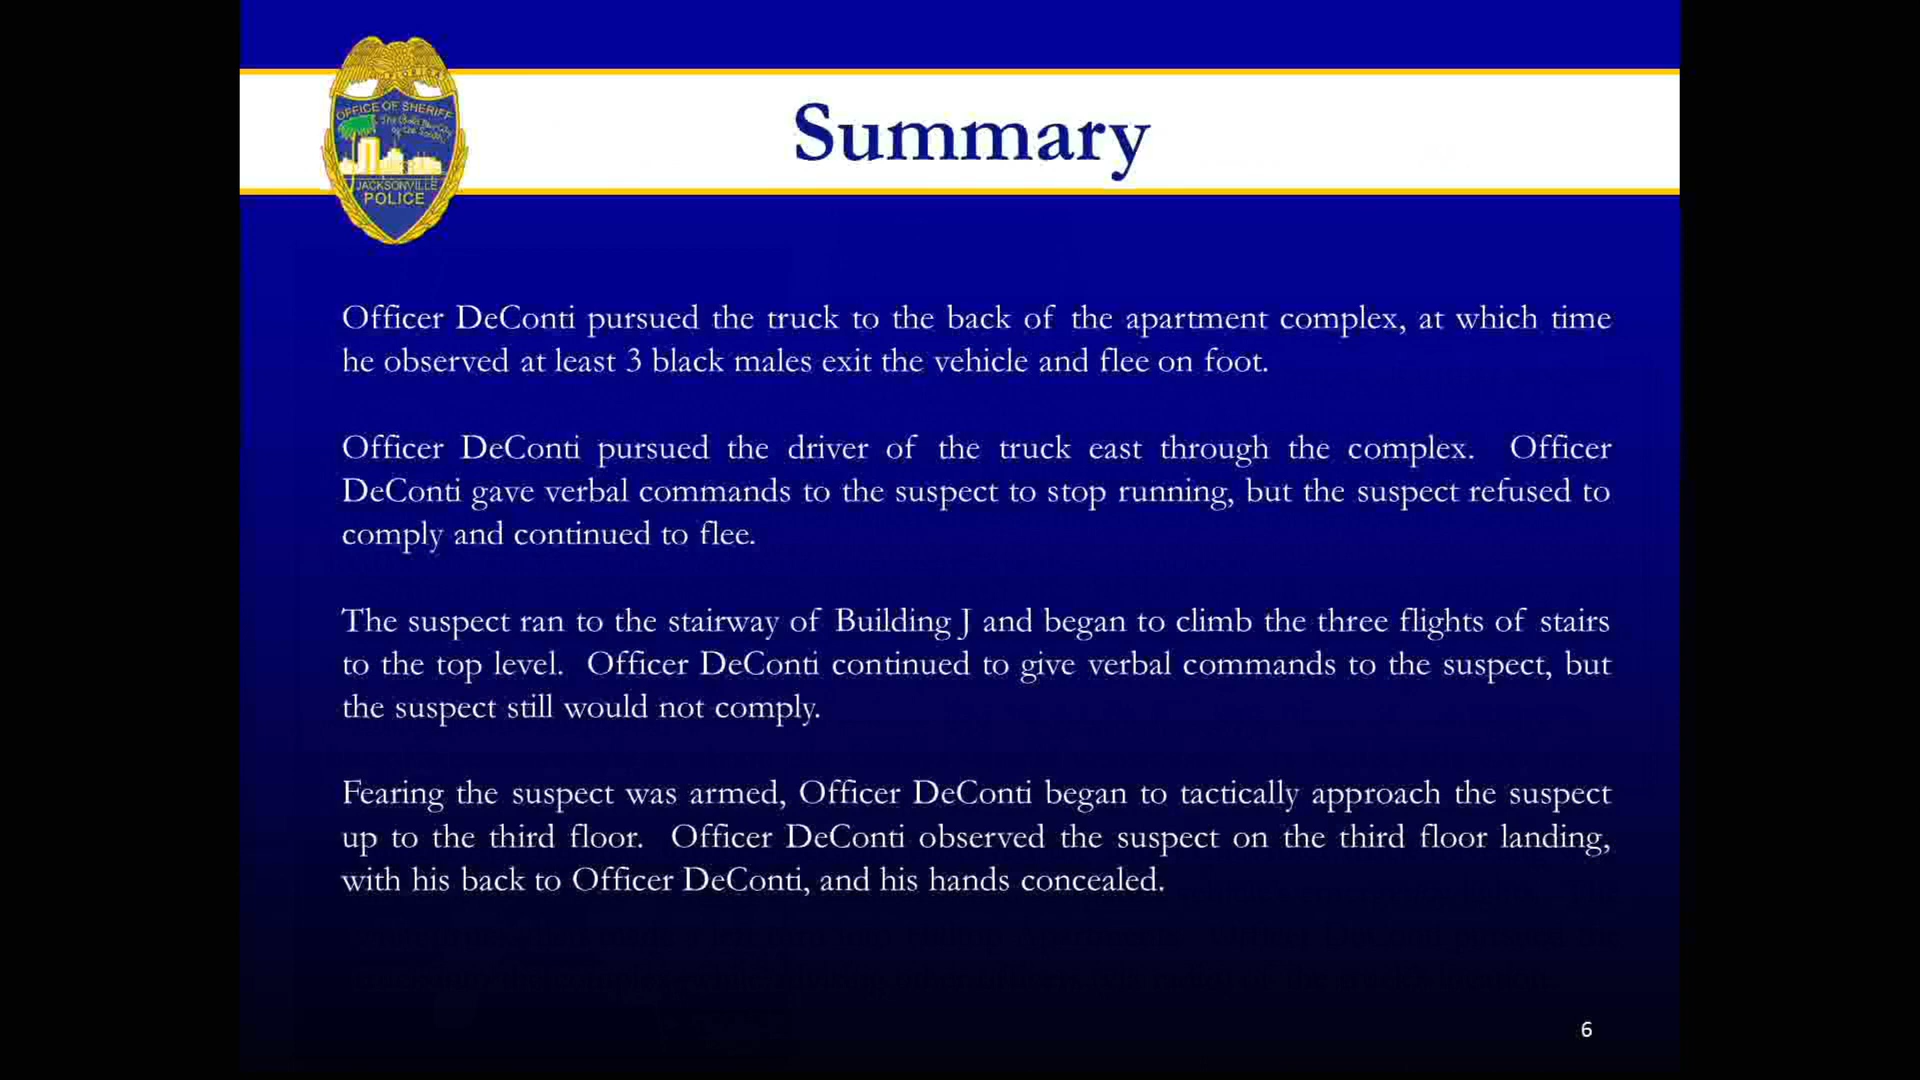 FLORIDA
OFFICE OF SHERIFF
JACKSONVILLE
POLICE
Summary
Officer DeConti pursued the truck to the back of the apartment complex, at which time
he observed at least 3 black males exit the vehicle and flee on foot.
Officer DeConti pursued the driver of the truck east through the complex. Officer
DeConti gave verbal commands to the suspect to stop running, but the suspect refused to
comply and continued to flee.
The suspect ran to the stairway of Building J and began to climb the three flights of stairs
to the top level. Officer DeConti continued to give verbal commands to the suspect, but
the suspect still would not comply.
Fearing the suspect was armed, Officer DeConti began to tactically approach the suspect
up to the third floor. Officer DeConti observed the suspect on the third floor landing,
with his back to Officer DeConti, and his hands concealed.
6